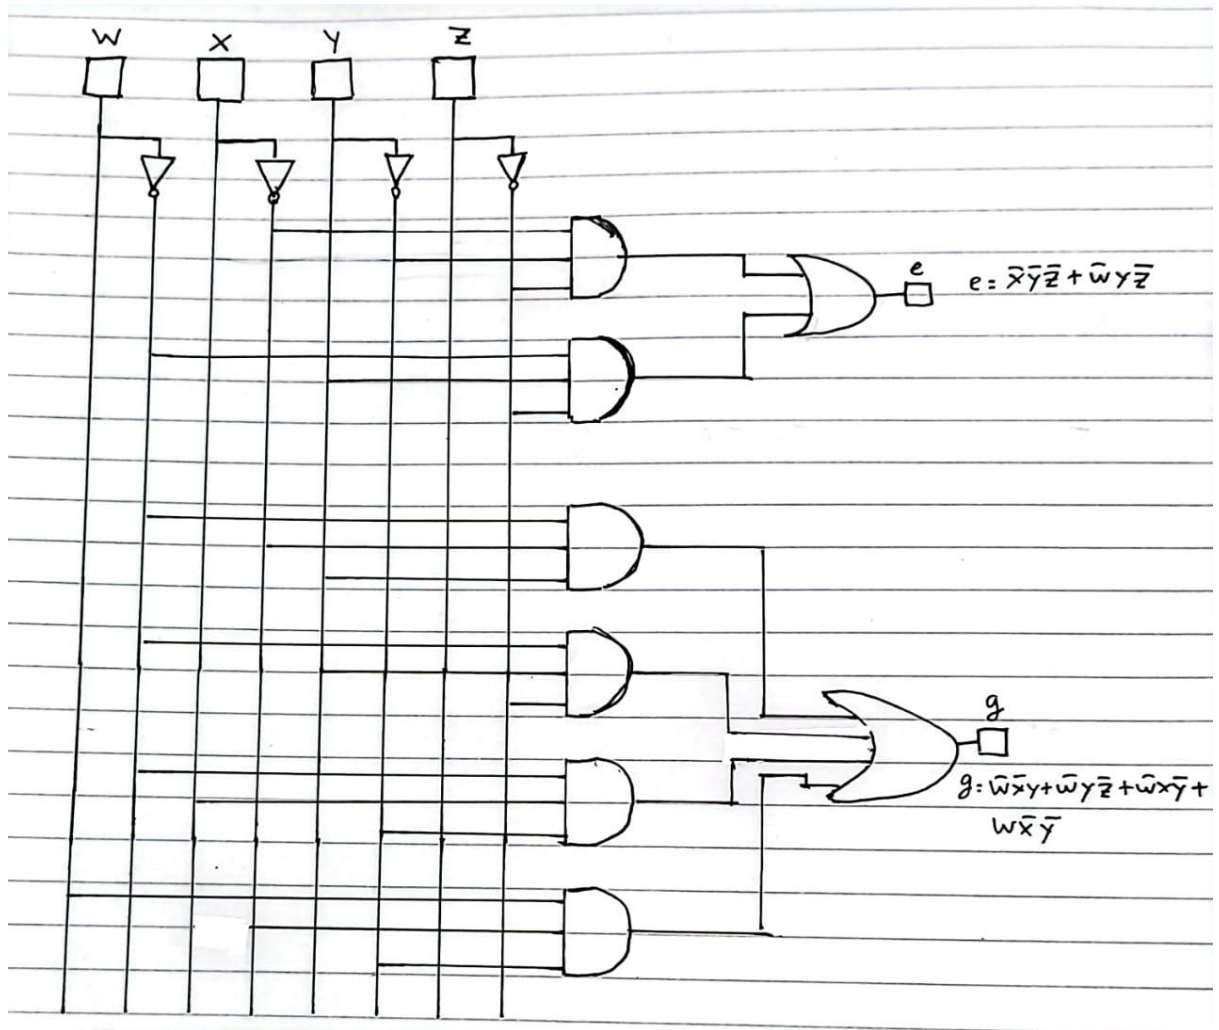 W X Y Z
e
e = x̄ȳz̄ + w̄yz̄
g
g = w̄x̄y + w̄yz̄ + w̄xȳ +
wx̄ȳ